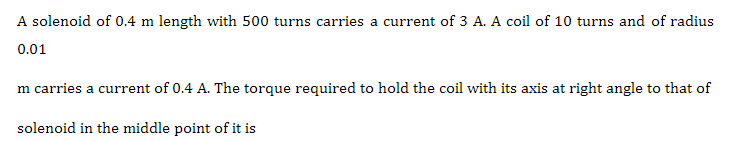 A solenoid of 0.4 m length with 500 turns carries a current of 3 A. A coil of 10 turns and of radius
0.01
m carries a current of 0.4 A. The torque required to hold the coil with its axis at right angle to that of
solenoid in the middle point of it is